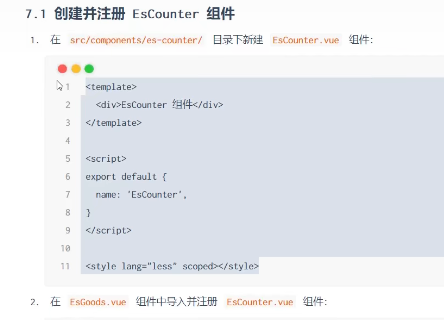 7.1 创建并注册 EsCounter 组件
1. 在 src/components/es-counter/ 目录下新建 EsCounter.vue 组件:
1 <template>
2 <div>EsCounter 组件</div>
3 </template>
4
5 <script>
6 export default {
7 name: 'EsCounter',
8 }
9 </script>
10
11 <style lang="less" scoped></style>
2. 在 EsGoods.vue 组件中导入并注册 EsCounter.vue 组件: